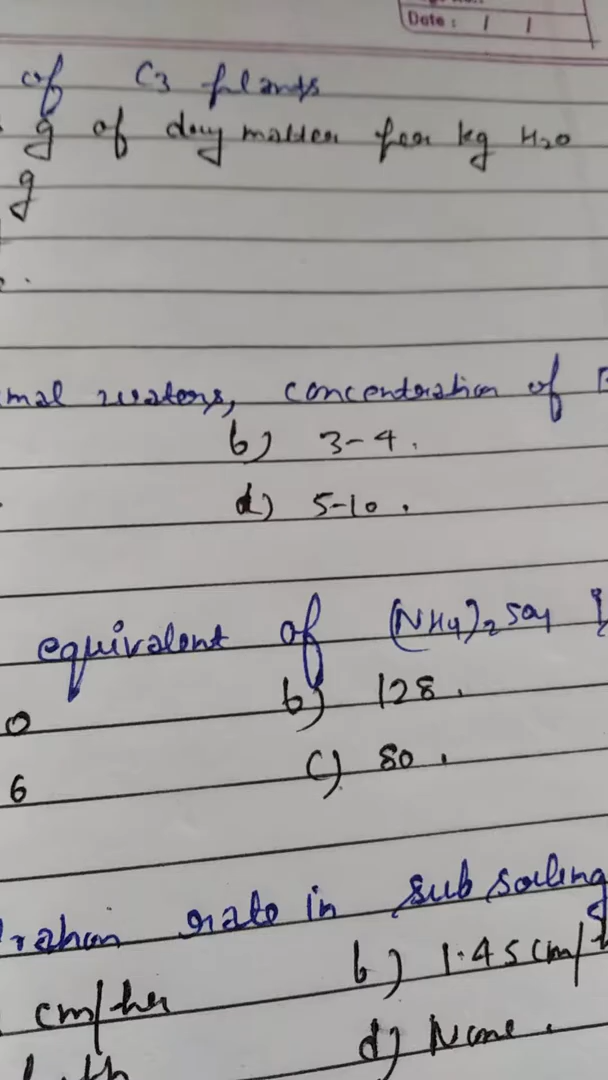 Date : / /
of C3 plants
g of dry matter per kg H2O
g
mal waters, concentration of
b) 3-4.
d) 5-10.
equivalent of (NH4)2SO4
0 b) 128.
6 c) 80.
ration rate in sub soiling
cm/hr b) 1.45 cm/h
d) None.